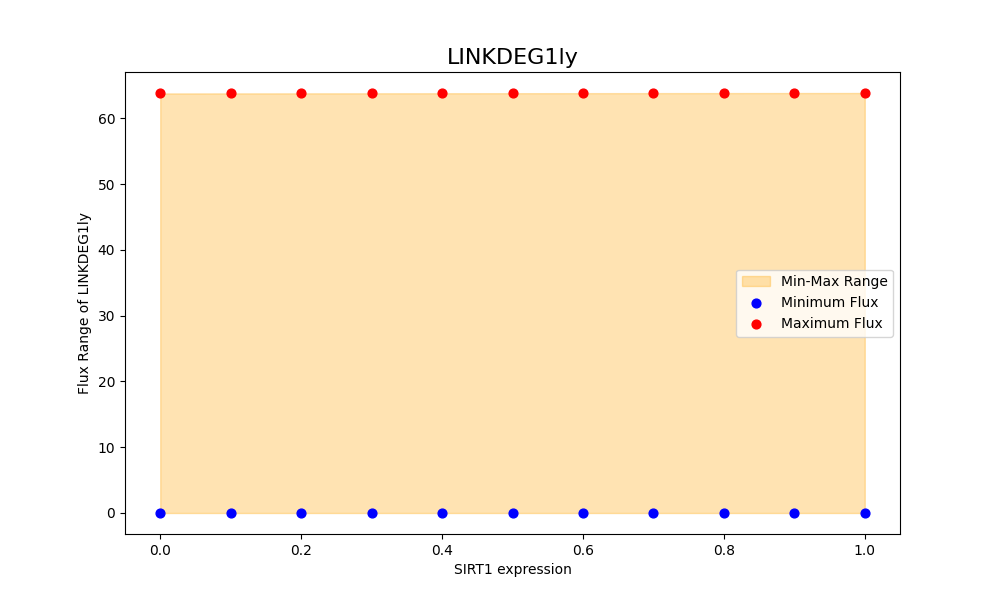 LINKDEG1ly
Flux Range of LINKDEG1ly
60
50
40
30
20
10
0
Min-Max Range
Minimum Flux
Maximum Flux
0.0 0.2 0.4 0.6 0.8 1.0
SIRT1 expression